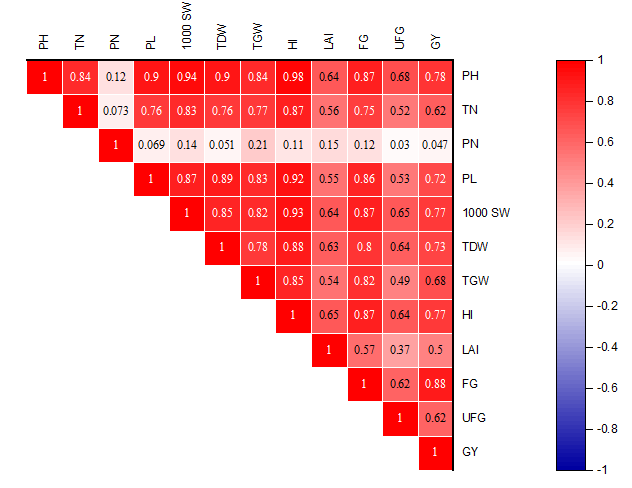 PH TN PN PL 1000 SW TDW TGW HI LAI FG UFG GY
1 0.84 0.12 0.9 0.94 0.9 0.84 0.98 0.64 0.87 0.68 0.78 PH
1 0.073 0.76 0.83 0.76 0.77 0.87 0.56 0.75 0.52 0.62 TN
1 0.069 0.14 0.051 0.21 0.11 0.15 0.12 0.03 0.047 PN
1 0.87 0.89 0.83 0.92 0.55 0.86 0.53 0.72 PL
1 0.85 0.82 0.93 0.64 0.87 0.65 0.77 1000 SW
1 0.78 0.88 0.63 0.8 0.64 0.73 TDW
1 0.85 0.54 0.82 0.49 0.68 TGW
1 0.65 0.87 0.64 0.77 HI
1 0.57 0.37 0.5 LAI
1 0.62 0.88 FG
1 0.62 UFG
1 GY
1
0.8
0.6
0.4
0.2
0
-0.2
-0.4
-0.6
-0.8
-1